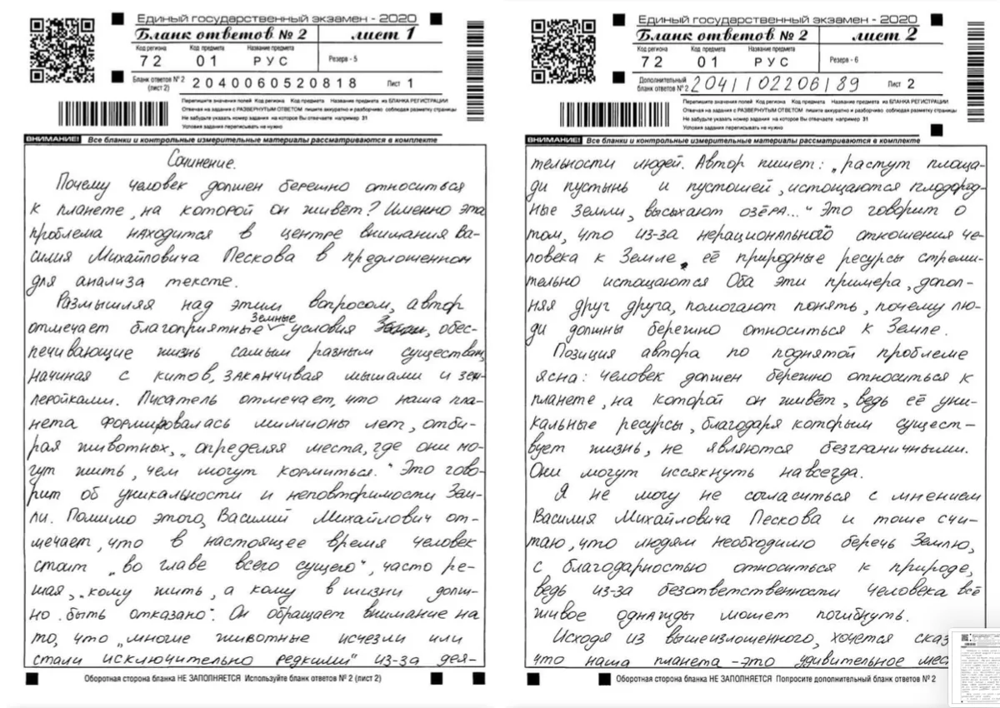 Единый государственный экзамен - 2020
Бланк ответов № 2 лист 1
Код региона Код предмета Название предмета
72 01 РУС Резерв - 5
Бланк ответов № 2 (лист 2) 2040060520818 Лист 1
Перепишите значения полей Код региона Код предмета Название предмета из БЛАНКА РЕГИСТРАЦИИ
Отвечая на задания с РАЗВЕРНУТЫМ ОТВЕТОМ пишите аккуратно и разборчиво соблюдая разметку страницы
Не забудьте указать номер задания на которое Вы отвечаете например 31
Условия задания переписывать не нужно
ВНИМАНИЕ! Все бланки и контрольные измерительные материалы рассматриваются в комплекте
Сочинение.
Почему человек должен бережно относиться
к планете, на которой он живёт? Именно эта
проблема находится в центре внимания Ва-
силия Михайловича Пескова в предложенном
для анализа тексте.
Размышляя над этим вопросом, автор
отмечает благоприятные земные условия, обес-
печивающие жизнь самым разным существам,
начиная с китов, заканчивая мышами и зем-
леройками. Писатель отмечает, что наша пла-
нета формировалась миллионы лет, отби-
рая животных, „определяя места, где они мо-
гут жить, чем могут кормиться." Это гово-
рит об уникальности и неповторимости Зем-
ли. Помимо этого, Василий Михайлович от-
мечает, что в настоящее время человек
стоит „во главе всего сущего", часто ре-
шая, „кому жить, а кому в жизни долж-
но быть отказано". Он обращает внимание на
то, что „многие животные исчезли или
стали исключительно редкими" из-за дея-
Оборотная сторона бланка НЕ ЗАПОЛНЯЕТСЯ Используйте бланк ответов № 2 (лист 2)
Единый государственный экзамен - 2020
Бланк ответов № 2 лист 2
Код региона Код предмета Название предмета
72 01 РУС Резерв - 6
Дополнительный бланк ответов № 2 2041102206189 Лист 2
Перепишите значения полей Код региона Код предмета Название предмета из БЛАНКА РЕГИСТРАЦИИ
Отвечая на задания с РАЗВЕРНУТЫМ ОТВЕТОМ пишите аккуратно и разборчиво соблюдая разметку страницы
Не забудьте указать номер задания на которое Вы отвечаете например 31
Условия задания переписывать не нужно
ВНИМАНИЕ! Все бланки и контрольные измерительные материалы рассматриваются в комплекте
тельности людей. Автор пишет: „растут площа-
ди пустынь и пустошей, истощаются плодород-
ные земли, высыхают озёра..." Это говорит о
том, что из-за нерационального отношения че-
ловека к Земле, её природные ресурсы стреми-
тельно истощаются Оба эти примера, допол-
няя друг друга, помогают понять, почему лю-
ди должны бережно относиться к Земле.
Позиция автора по поднятой проблеме
ясна: человек должен бережно относиться к
планете, на которой он живёт, ведь её уни-
кальные ресурсы, благодаря которым сущест-
вует жизнь, не являются безграничными.
Они могут иссякнуть навсегда.
Я не могу не согласиться с мнением
Василия Михайловича Пескова и тоже счи-
таю, что людям необходимо беречь Землю,
с благодарностью относиться к природе,
ведь из-за безответственности человека всё
живое однажды может погибнуть.
Исходя из вышеизложенного, хочется сказ
что наша планета - это удивительное мес
Оборотная сторона бланка НЕ ЗАПОЛНЯЕТСЯ Попросите дополнительный бланк ответов № 2